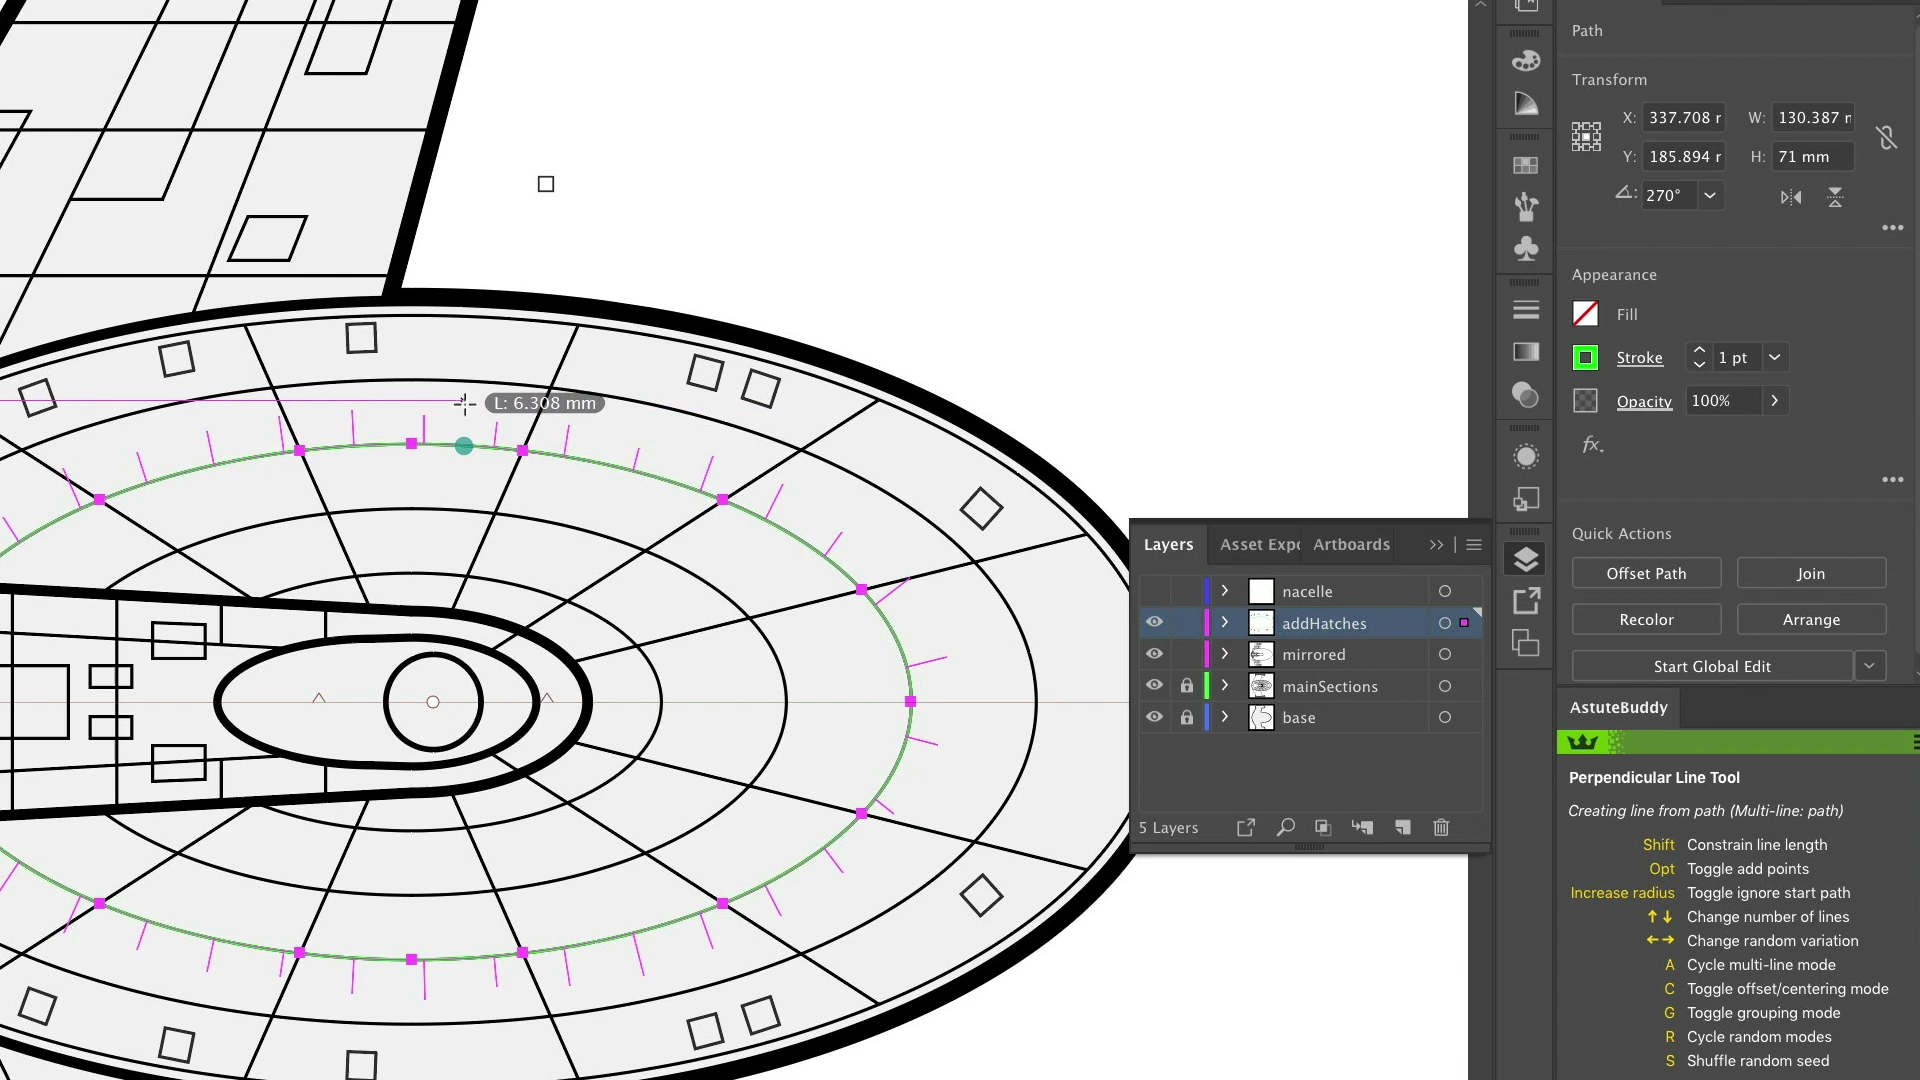 Path
Transform
X: 337.708 r W: 130.387 r
Y: 185.894 r H: 71 mm
270°
Appearance
Fill
Stroke 1 pt
Opacity 100%
fx.
Quick Actions
Offset Path Join
Recolor Arrange
Start Global Edit
L: 6.308 mm
Layers Asset Expo Artboards
nacelle
addHatches
mirrored
mainSections
base
5 Layers
AstuteBuddy
Perpendicular Line Tool
Creating line from path (Multi-line: path)
Shift Constrain line length
Opt Toggle add points
Increase radius Toggle ignore start path
↑↓ Change number of lines
←→ Change random variation
A Cycle multi-line mode
C Toggle offset/centering mode
G Toggle grouping mode
R Cycle random modes
S Shuffle random seed